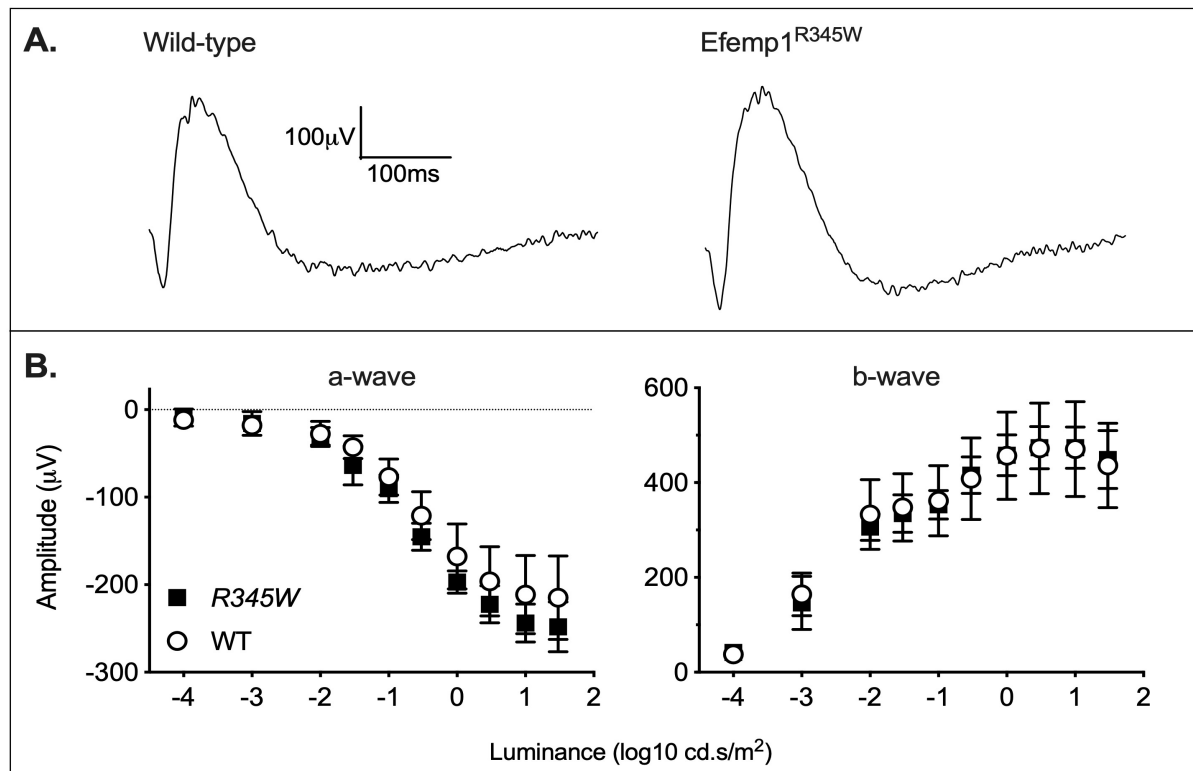 A.
Wild-type
Efemp1R345W
100μV
100ms
B.
a-wave
b-wave
Amplitude (μV)
0
-100
-200
-300
R345W
WT
-4 -3 -2 -1 0 1 2
600
400
200
0
-4 -3 -2 -1 0 1 2
Luminance (log10 cd.s/m²)